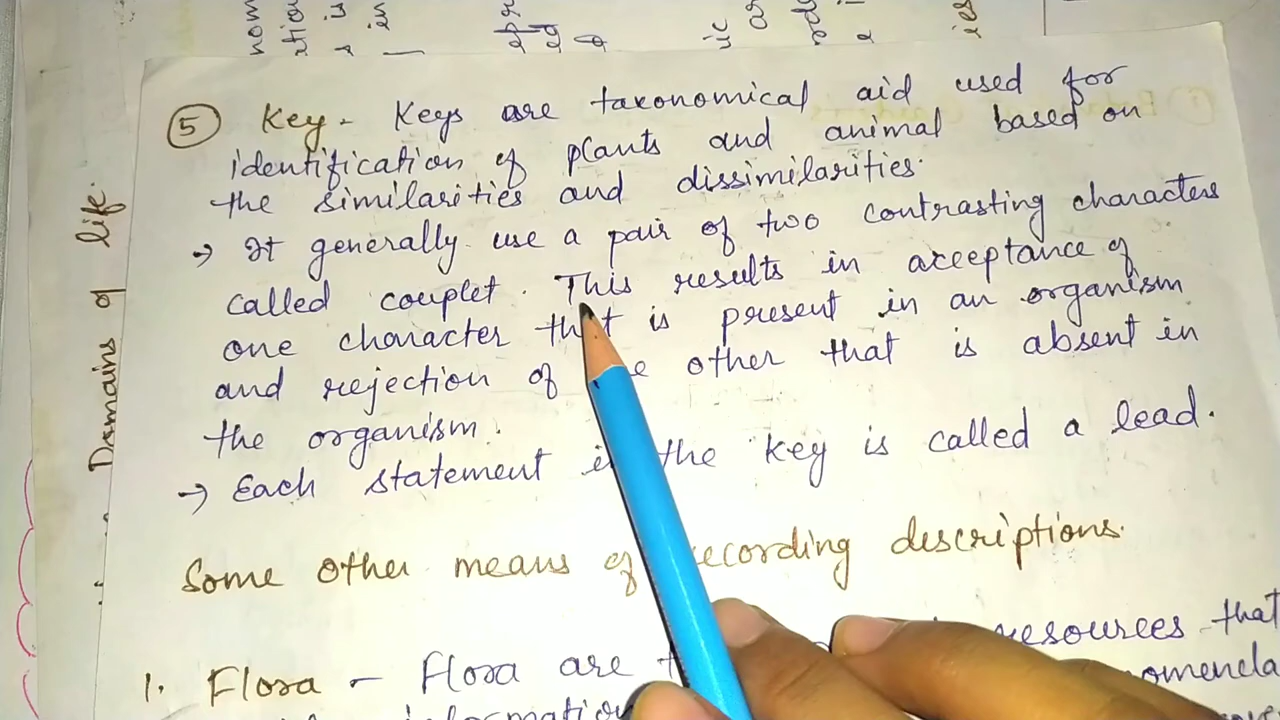 5 Key - Keys are taxonomical aid used for
identification of plants and animal based on
the similarities and dissimilarities.
→ It generally use a pair of two contrasting characters
called couplet. This results in acceptance of
one character that is present in an organism
and rejection of other that is absent in
the organism.
→ Each statement the key is called a lead.
Some other means of recording descriptions.
1. Flora - Flora are resources that
information
Domains of life.